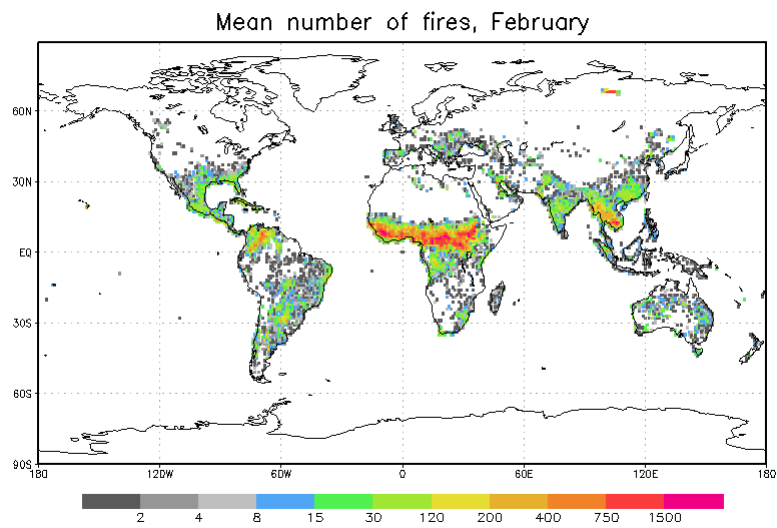 Mean number of fires, February
60N
30N
EQ
30S
60S
90S
180 120W 60W 0 60E 120E 180
2 4 8 15 30 120 200 400 750 1500